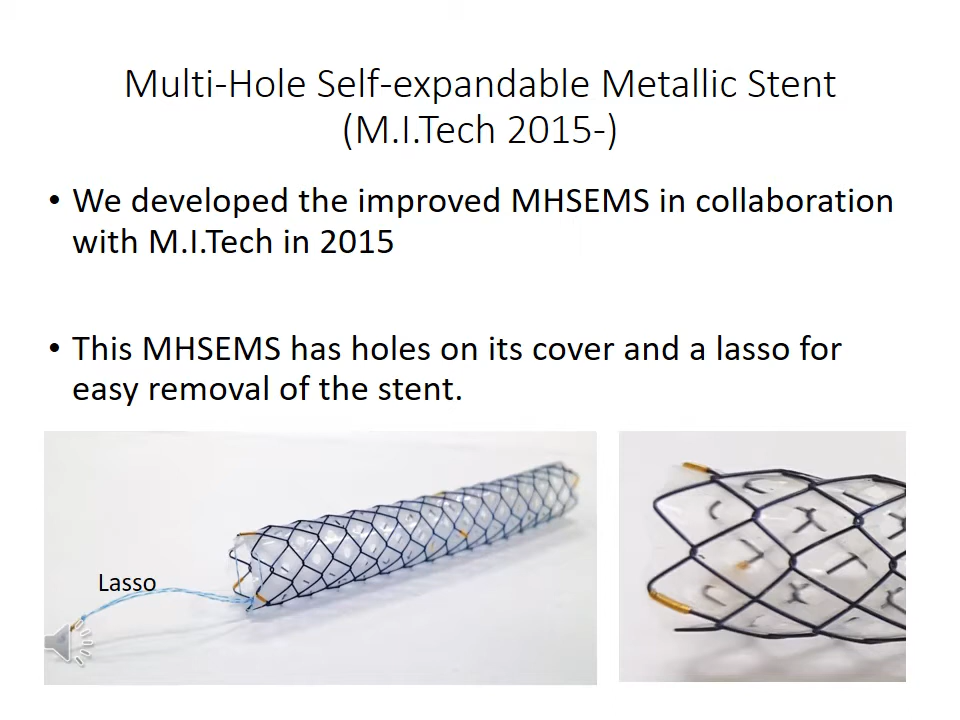 Multi-Hole Self-expandable Metallic Stent
(M.I.Tech 2015-)
• We developed the improved MHSEMS in collaboration
with M.I.Tech in 2015
• This MHSEMS has holes on its cover and a lasso for
easy removal of the stent.
Lasso